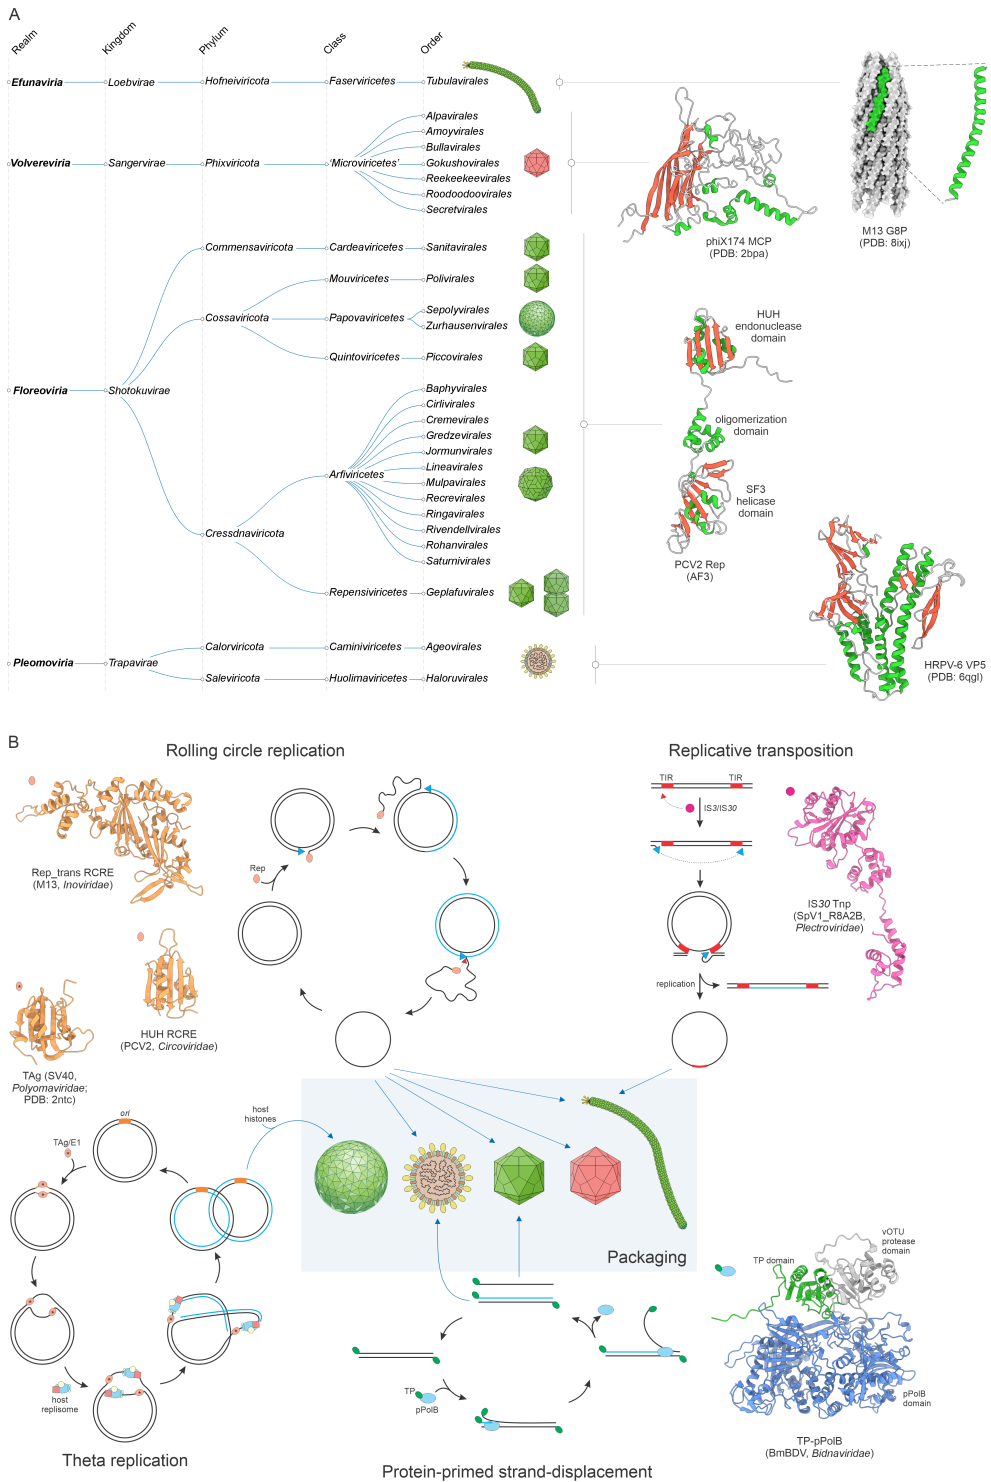 A
Realm
Kingdom
Phylum
Class
Order
Efunaviria
Loebvirae
Hofneiviricota
Faserviricetes
Tubulavirales
Alpavirales
Amoyvirales
Bullavirales
Volvereviria
Sangervirae
Phixviricota
‘Microviricetes’
Gokushovirales
Reekeekeevirales
Roodoodoovirales
Secretvirales
phiX174 MCP
(PDB: 2bpa)
M13 G8P
(PDB: 8ixj)
Commensaviricota
Cardeaviricetes
Sanitavirales
Mouviricetes
Polivirales
Cossaviricota
Papovaviricetes
Sepolyvirales
Zurhausenvirales
Quintoviricetes
Piccovirales
Floreoviria
Shotokuvirae
Baphyvirales
Cirlivirales
Cremevirales
Gredzevirales
Jormunvirales
Arfiviricetes
Lineavirales
Mulpavirales
Recrevirales
Ringavirales
Rivendellvirales
Cressdnaviricota
Rohanvirales
Saturnivirales
Repensiviricetes
Geplafuvirales
HUH
endonuclease
domain
oligomerization
domain
SF3
helicase
domain
PCV2 Rep
(AF3)
Pleomoviria
Trapavirae
Calorviricota
Caminiviricetes
Ageovirales
Saleviricota
Huolimaviricetes
Haloruvirales
HRPV-6 VP5
(PDB: 6qgl)
B
Rolling circle replication
Replicative transposition
Rep_trans RCRE
(M13, Inoviridae)
Rep
HUH RCRE
(PCV2, Circoviridae)
TAg (SV40,
Polyomaviridae;
PDB: 2ntc)
TIR
TIR
IS3/IS30
replication
IS30 Tnp
(SpV1_R8A2B,
Plectroviridae)
ori
TAg/E1
host
histones
host
replisome
Theta replication
Packaging
TP
pPolB
Protein-primed strand-displacement
vOTU
protease
domain
TP domain
pPolB
domain
TP-pPolB
(BmBDV, Bidnaviridae)